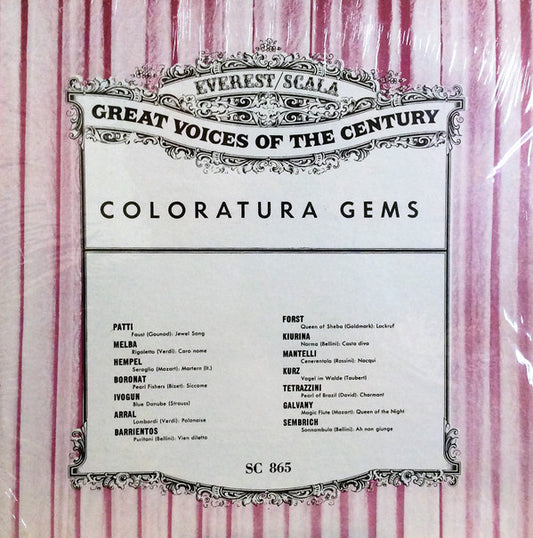 EVEREST/SCALA
GREAT VOICES OF THE CENTURY
COLORATURA GEMS
PATTI
Faust (Gounod): Jewel Song
MELBA
Rigoletto (Verdi): Caro nome
HEMPEL
Seraglio (Mozart): Martern (It.)
BORONAT
Pearl Fishers (Bizet): Siccome
IVOGUN
Blue Danube (Strauss)
ARRAL
Lombardi (Verdi): Polonaise
BARRIENTOS
Puritani (Bellini): Vien diletto
FORST
Queen of Sheba (Goldmark): Lockruf
KIURINA
Norma (Bellini): Casta diva
MANTELLI
Cenerentola (Rossini): Nacqui
KURZ
Vogel im Walde (Taubert)
TETRAZZINI
Pearl of Brazil (David): Charmant
GALVANY
Magic Flute (Mozart): Queen of the Night
SEMBRICH
Sonnambula (Bellini): Ah non giunge
SC 865